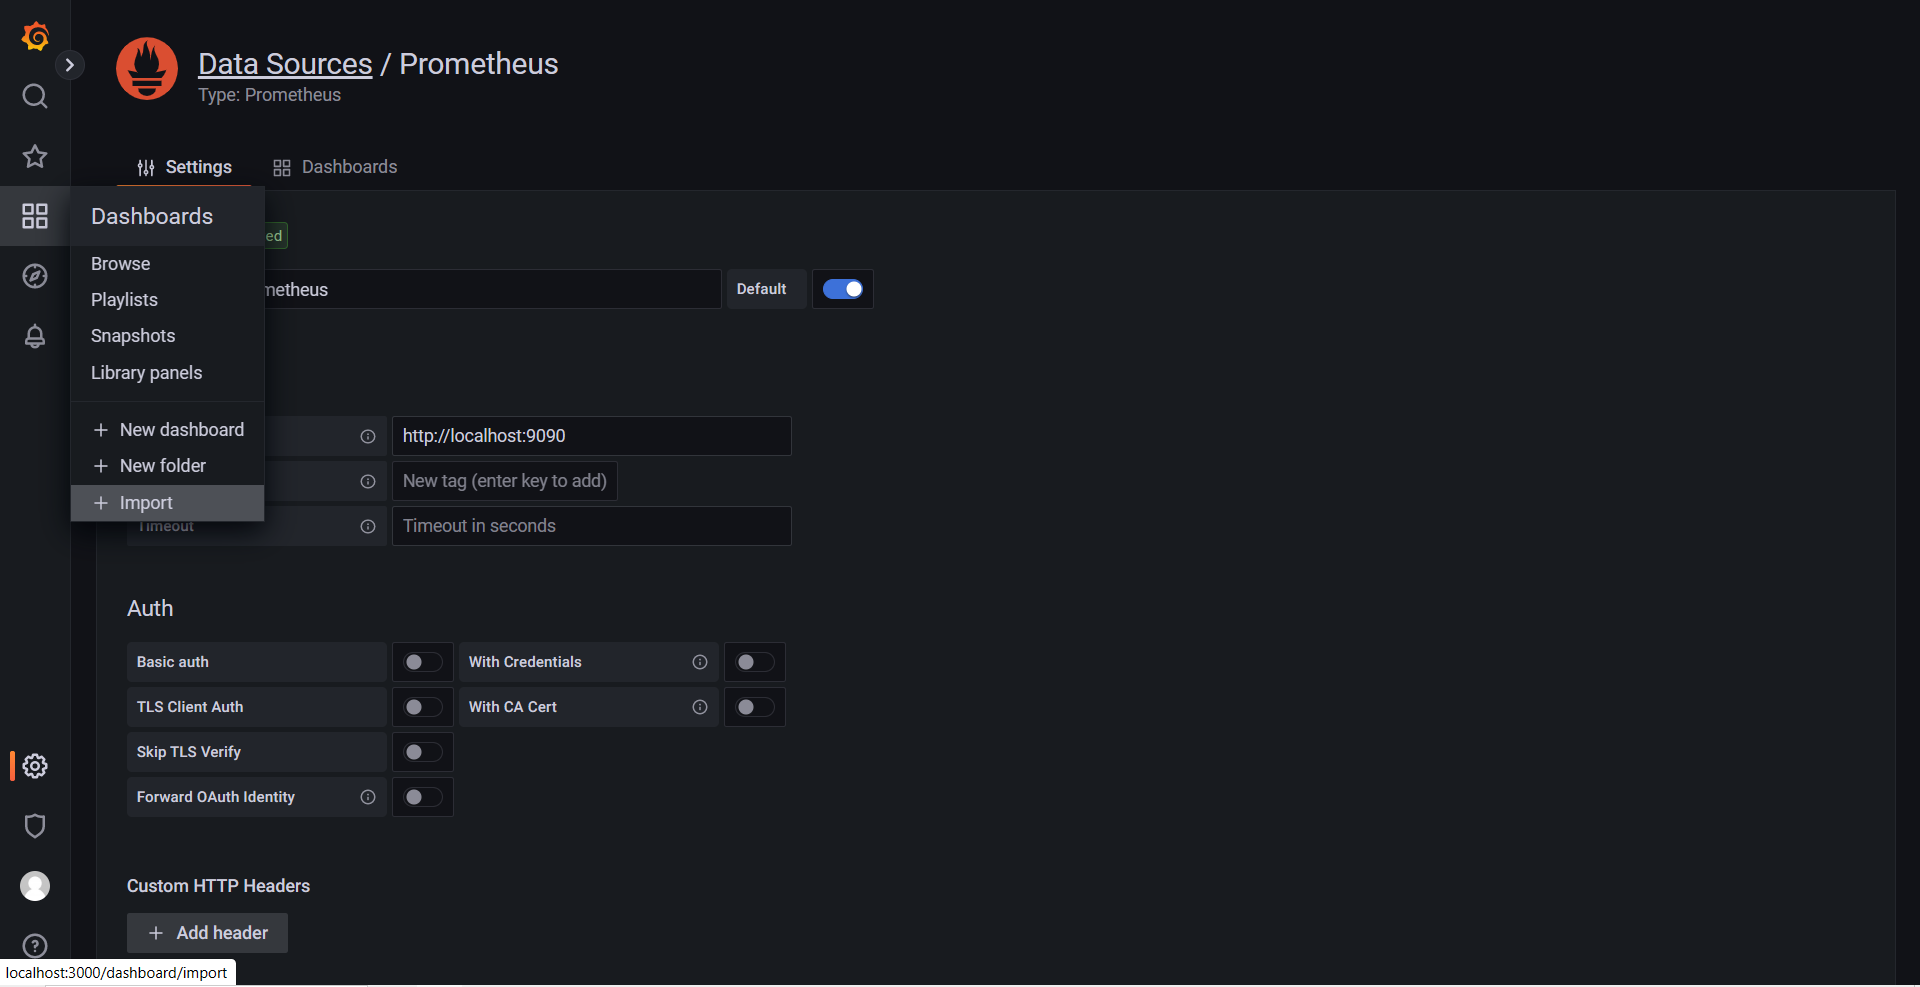 Data Sources / Prometheus
Type: Prometheus
Settings
Dashboards
Dashboards
Browse
Playlists
Snapshots
Library panels
New dashboard
New folder
Import
ed
metheus
Default
http://localhost:9090
New tag (enter key to add)
Timeout
Timeout in seconds
Auth
Basic auth
With Credentials
TLS Client Auth
With CA Cert
Skip TLS Verify
Forward OAuth Identity
Custom HTTP Headers
Add header
localhost:3000/dashboard/import